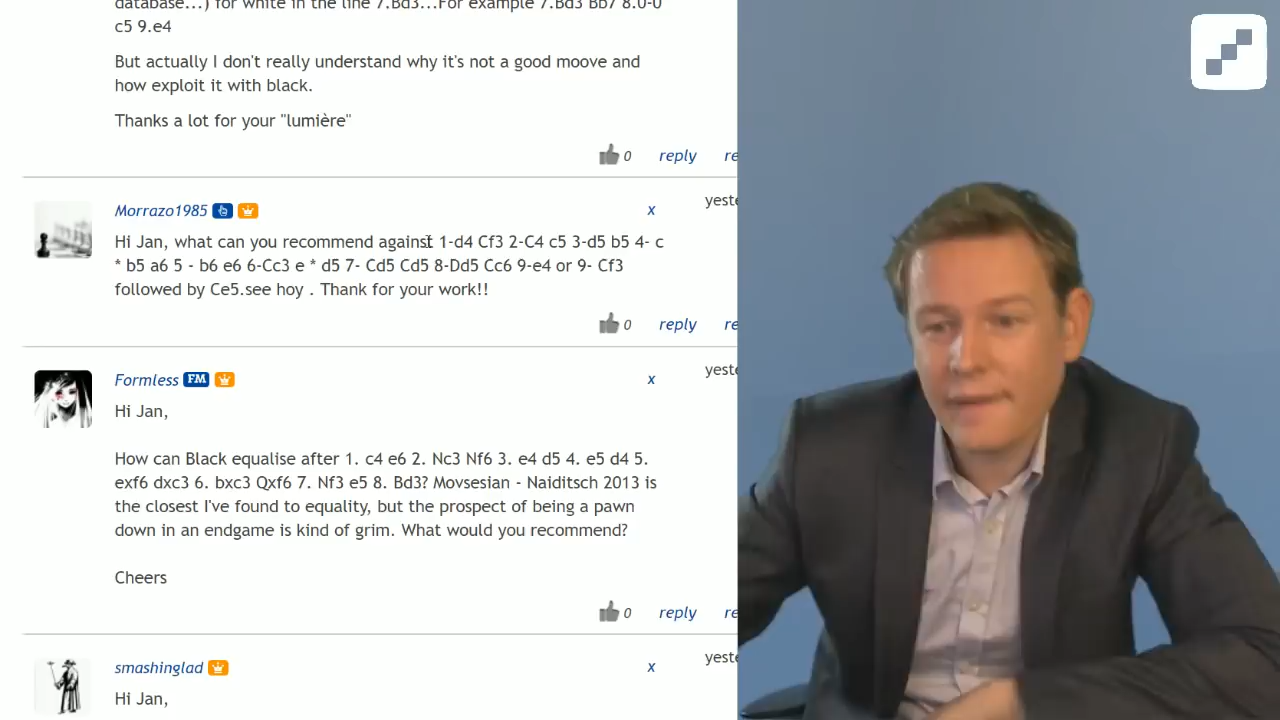 database...) for white in the line 7.Bd3...For example 7.Bd3 Bb7 8.0-0
c5 9.e4
But actually I don't really understand why it's not a good moove and
how exploit it with black.
Thanks a lot for your "lumière"
0 reply re
Morrazo1985 x yeste
Hi Jan, what can you recommend against 1-d4 Cf3 2-C4 c5 3-d5 b5 4- c
* b5 a6 5 - b6 e6 6-Cc3 e * d5 7- Cd5 Cd5 8-Dd5 Cc6 9-e4 or 9- Cf3
followed by Ce5.see hoy . Thank for your work!!
0 reply re
Formless FM x yeste
Hi Jan,
How can Black equalise after 1. c4 e6 2. Nc3 Nf6 3. e4 d5 4. e5 d4 5.
exf6 dxc3 6. bxc3 Qxf6 7. Nf3 e5 8. Bd3? Movsesian - Naiditsch 2013 is
the closest I've found to equality, but the prospect of being a pawn
down in an endgame is kind of grim. What would you recommend?
Cheers
0 reply re
smashinglad x yeste
Hi Jan,